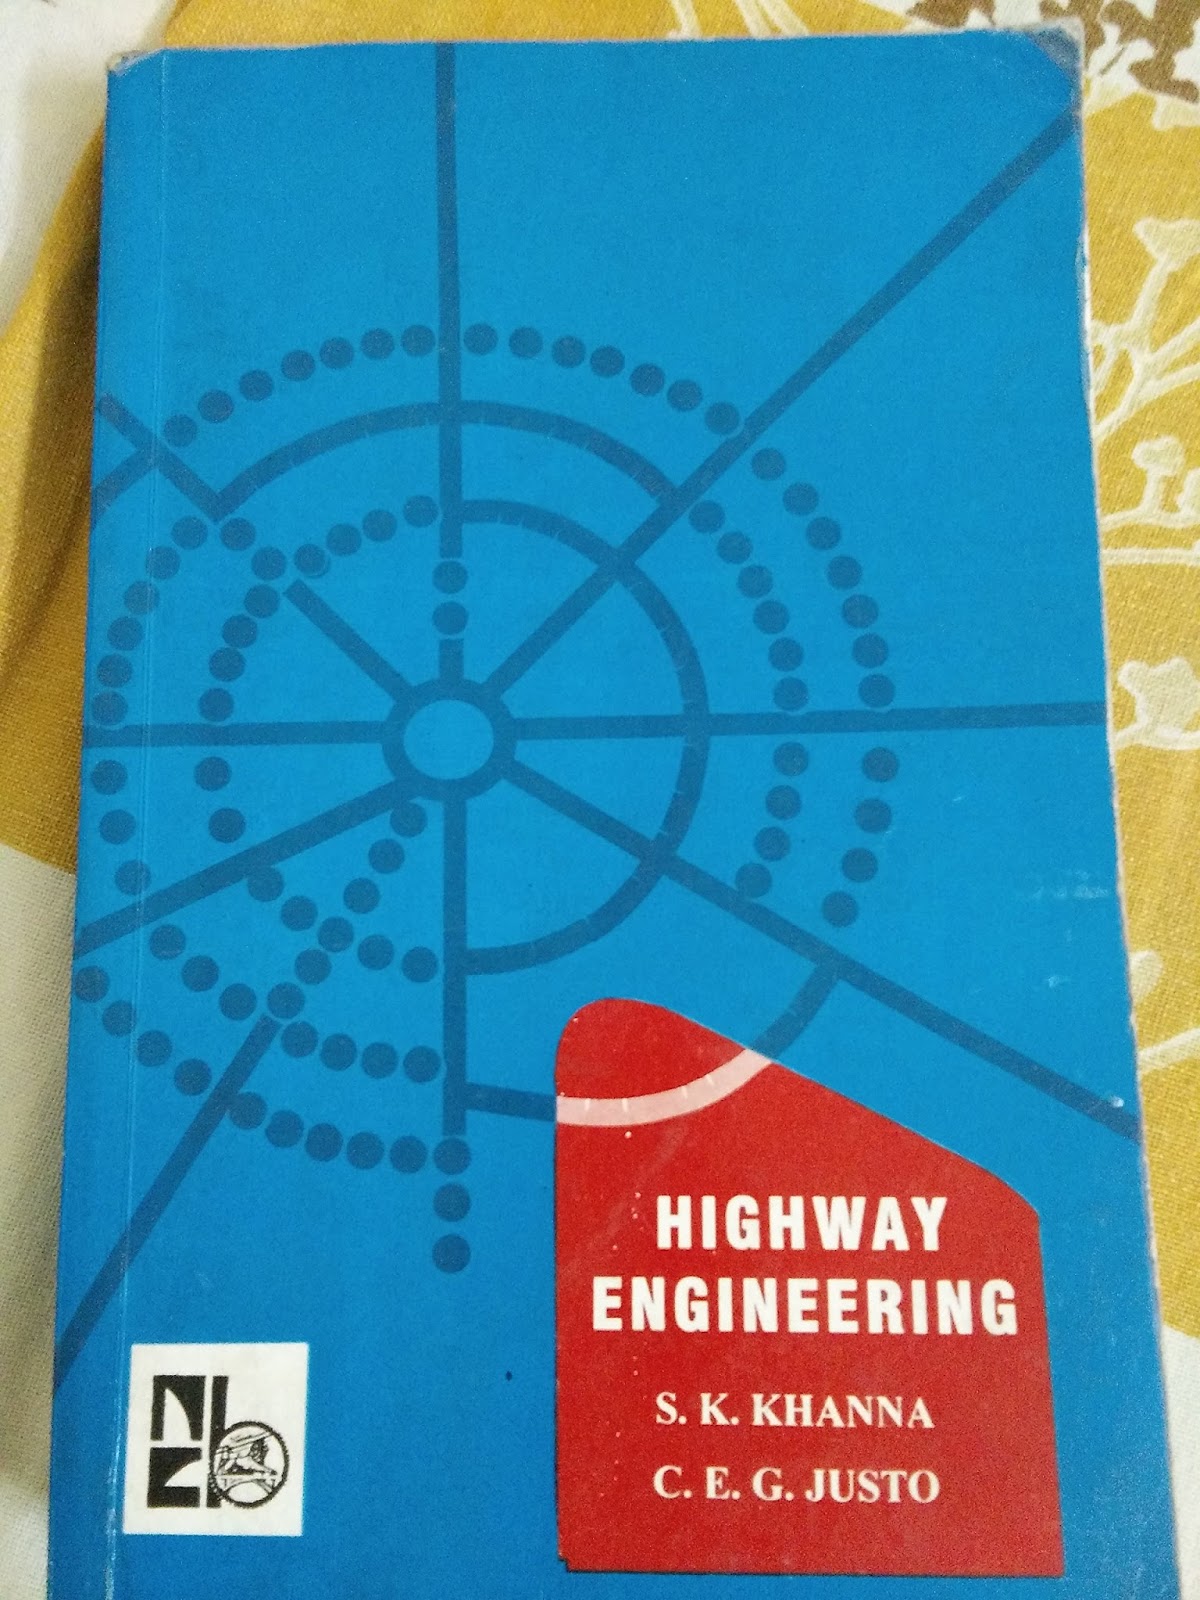 HIGHWAY
ENGINEERING
S. K. KHANNA
C. E. G. JUSTO